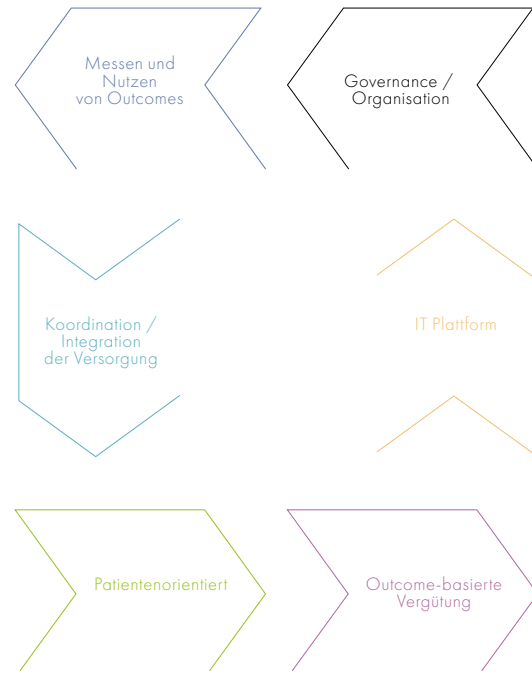 Messen und
Nutzen
von Outcomes
Governance /
Organisation
Koordination /
Integration
der Versorgung
IT Plattform
Patientenorientiert
Outcome-basierte
Vergütung